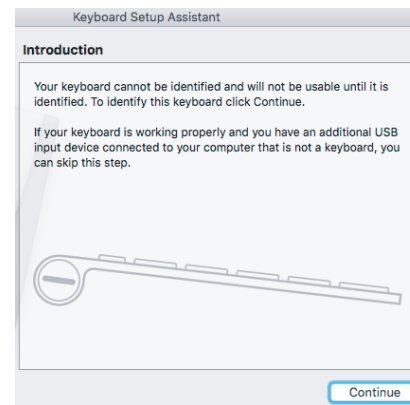 Keyboard Setup Assistant
Introduction
Your keyboard cannot be identified and will not be usable until it is
identified. To identify this keyboard click Continue.
If your keyboard is working properly and you have an additional USB
input device connected to your computer that is not a keyboard, you
can skip this step.
Continue